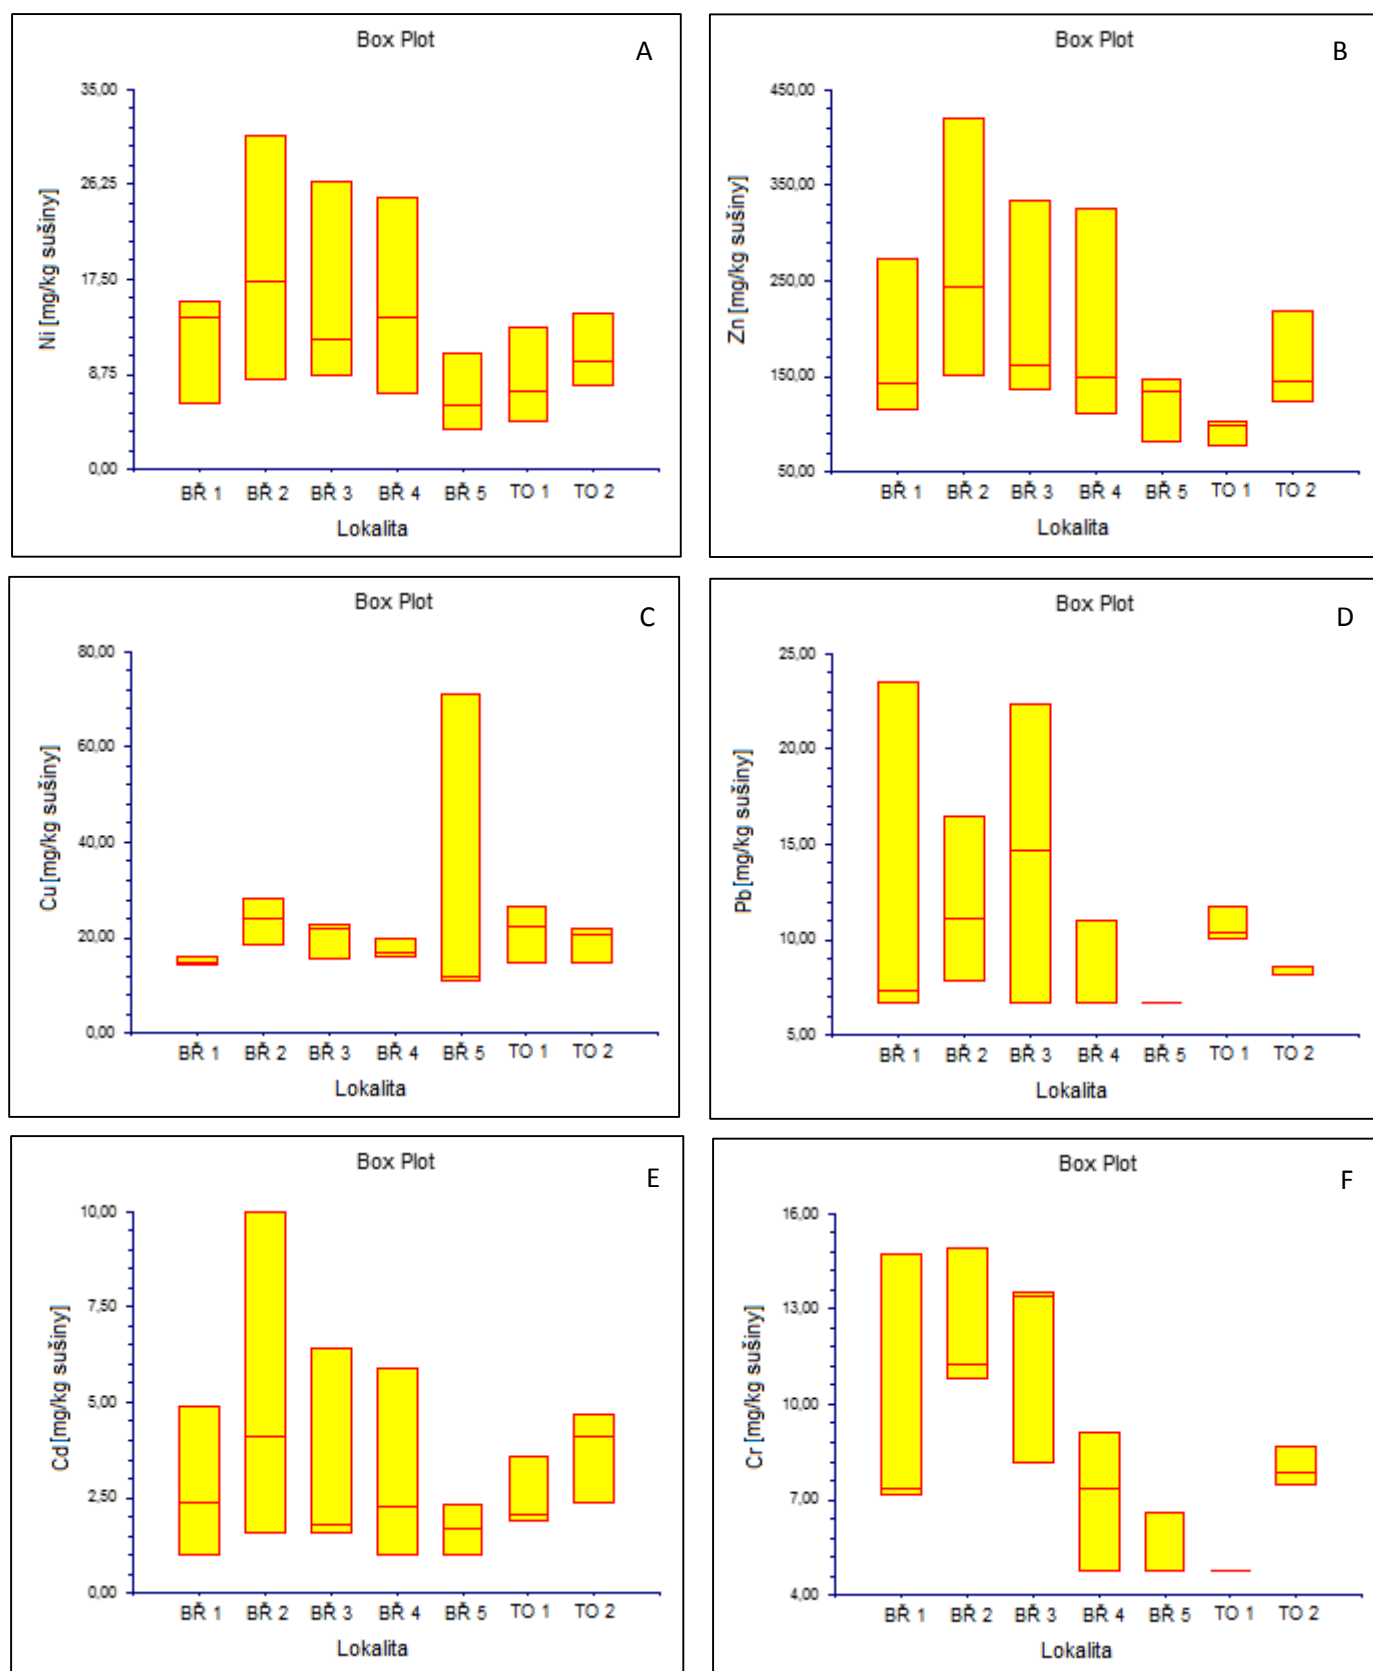 Box Plot
A
Ni [mg/kg sušiny]
35,00
26,25
17,50
8,75
0,00
BŘ 1 BŘ 2 BŘ 3 BŘ 4 BŘ 5 TO 1 TO 2
Lokalita
Box Plot
B
Zn [mg/kg sušiny]
450,00
350,00
250,00
150,00
50,00
BŘ 1 BŘ 2 BŘ 3 BŘ 4 BŘ 5 TO 1 TO 2
Lokalita
Box Plot
C
Cu [mg/kg sušiny]
80,00
60,00
40,00
20,00
0,00
BŘ 1 BŘ 2 BŘ 3 BŘ 4 BŘ 5 TO 1 TO 2
Lokalita
Box Plot
D
Pb [mg/kg sušiny]
25,00
20,00
15,00
10,00
5,00
BŘ 1 BŘ 2 BŘ 3 BŘ 4 BŘ 5 TO 1 TO 2
Lokalita
Box Plot
E
Cd [mg/kg sušiny]
10,00
7,50
5,00
2,50
0,00
BŘ 1 BŘ 2 BŘ 3 BŘ 4 BŘ 5 TO 1 TO 2
Lokalita
Box Plot
F
Cr [mg/kg sušiny]
16,00
13,00
10,00
7,00
4,00
BŘ 1 BŘ 2 BŘ 3 BŘ 4 BŘ 5 TO 1 TO 2
Lokalita